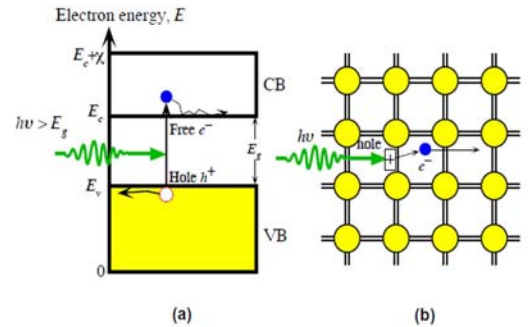 Electron energy, E
E_c+χ
CB
E_c
hυ > E_g
Free e⁻
E_g
Hole h⁺
E_v
VB
0
(a)
hυ
hole
+
e⁻
(b)